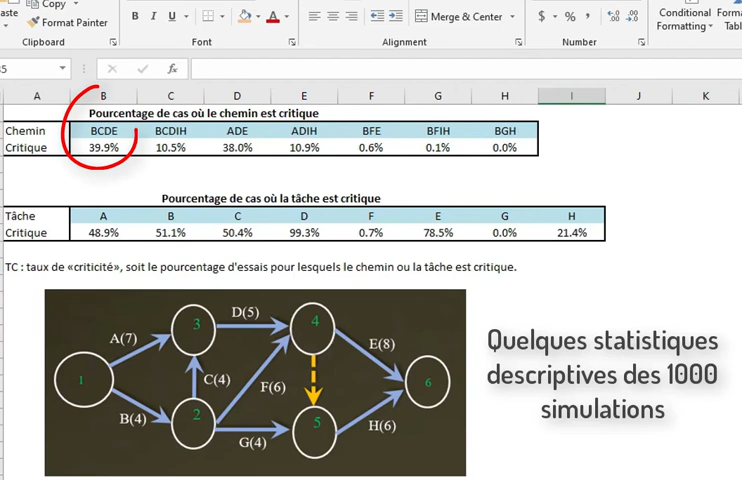 Copy
aste
Format Painter
B I U
A
Merge & Center
$ % ,
Conditional
Formatting
Forma
Tabl
Clipboard
Font
Alignment
Number
fx
A B C D E F G H I J K
Pourcentage de cas où le chemin est critique
Chemin BCDE BCDIH ADE ADIH BFE BFIH BGH
Critique 39.9% 10.5% 38.0% 10.9% 0.6% 0.1% 0.0%
Pourcentage de cas où la tâche est critique
Tâche A B C D F E G H
Critique 48.9% 51.1% 50.4% 99.3% 0.7% 78.5% 0.0% 21.4%
TC : taux de «criticité», soit le pourcentage d'essais pour lesquels le chemin ou la tâche est critique.
D(5)
3
4
A(7)
E(8)
1
C(4)
F(6)
6
B(4)
2
5
H(6)
G(4)
Quelques statistiques
descriptives des 1000
simulations